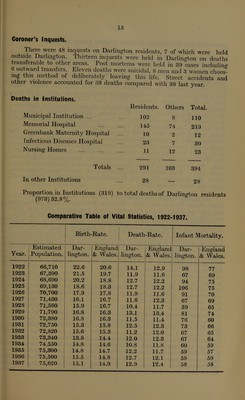 13
Coroner's Inquests.
There were 48 inquests on Darlington residents, 7 of which were held
outside Darlington. Thirteen inquests were held in Darlington on deaths
transferable to other areas. Post mortems were held in 39 cases including
6 outward transfers. Eleven deaths were suicidal, 8 men and 3 women choos-
ing this method of deliberately leaving this life. Street accidents and
other violence accounted for 33 deaths compared with 38 last year.
Deaths in Institutions.
Residents. Others. Total.
Municipal Institution ... 102 8 110
Memorial Hospital 145 74 219
Greenbank Maternity Hospital 10 2 12
Infectious Diseases Hospital 23 7 30
Nursing Homes 11 12 23
Totals 291 103 394
In other Institutions 28 — 28
Proportion in Institutions (319) to total deaths of Darlington residents
(973) 32.8%.
Comparative Table of Vital Statistics, 1922-1937.
Birth-Rate. Death-Rate. Infant Mortality.
Year. Estimated Population. Dar- lington. England & Wales. Dar- lington. England & Wales. Dar- lington. England & Wales.
1922 66,710 22.6 20.6 14.1 12.9 98 77
1923 67,390 21.5 19.7 11.9 11.6 67 69
1924 68,690 20.2 18.8 12.7 12.2 94 75
1925 69,180 18.6 18.3 12.7 12.2 106 75
1926 70,700 17.9 17.8 11.9 11.6 91 70
1927 71,400 16.1 16.7 11.6 12.3 67 69
1928 71,550 15.9 16.7 10.4 11.7 59 65
1929 71,790 16.8 16.3 13.1 13.4 81 74
1930 72,380 16.8 16.3 11.5 11.4 76 60
1931 72,730 15.3 15.8 12.5 12.3 73 66
1932 72,820 13.6 15.3 11.2 12.0 67 65
1933 73,940 13.8 14.4 12.0 12.3 67 64
1934 74,550 14.8 14.6 10.8 11.8 60 59
1935 75,800 14.8 14.7 12.2 11.7 59 57
1936 75,500 13.3 14.8 12.7 12.1 59 59
1937 75,020 15.1 14.9 12.9 12.4 58 58